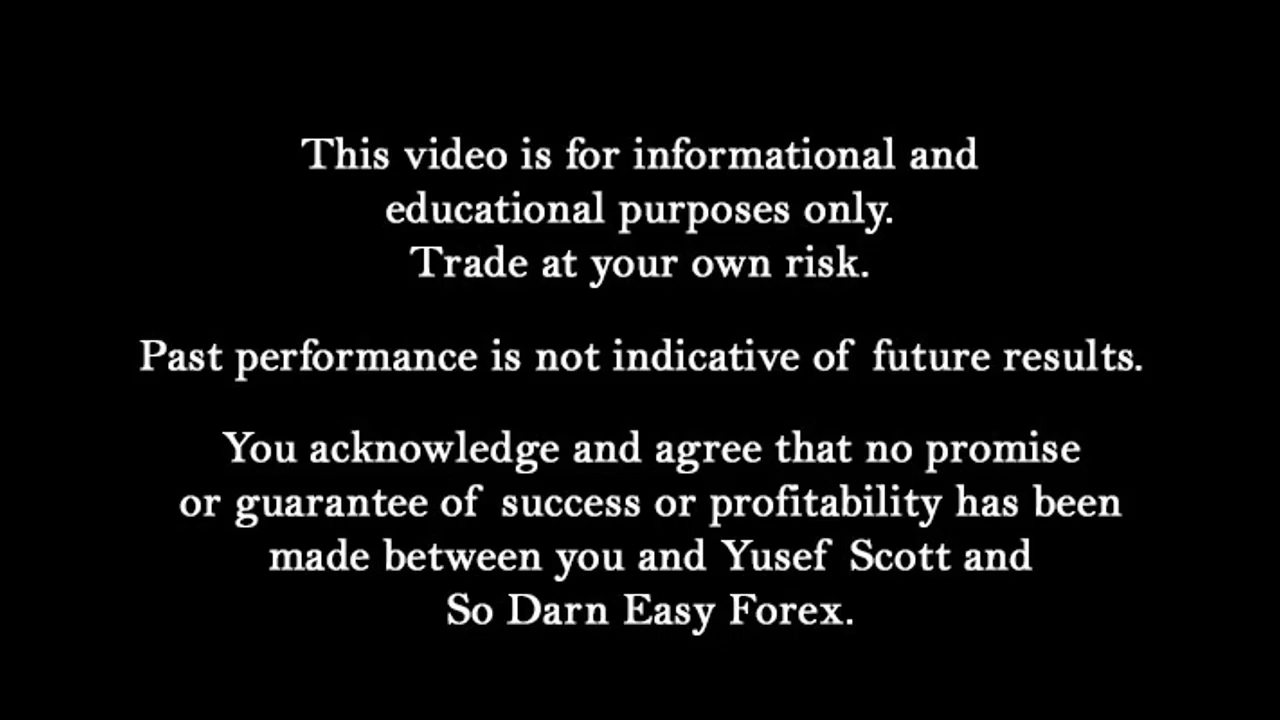 This video is for informational and
educational purposes only.
Trade at your own risk.
Past performance is not indicative of future results.
You acknowledge and agree that no promise
or guarantee of success or profitability has been
made between you and Yusef Scott and
So Darn Easy Forex.